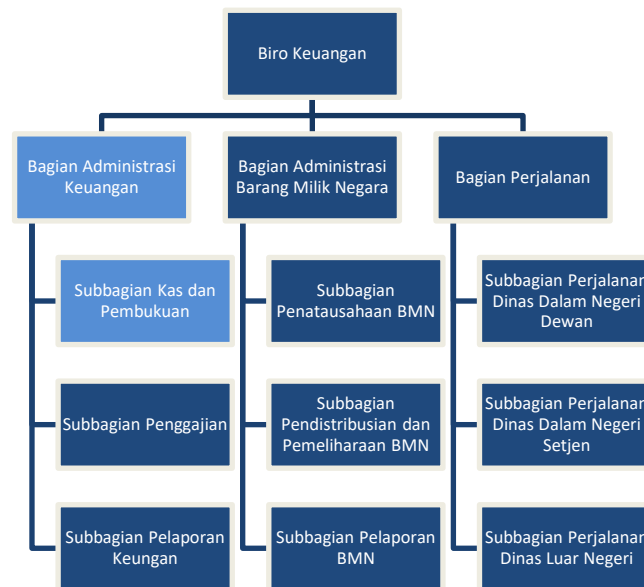 Biro Keuangan
Bagian Administrasi
Keuangan
Bagian Administrasi
Barang Milik Negara
Bagian Perjalanan
Subbagian Kas dan
Pembukuan
Subbagian
Penatausahaan BMN
Subbagian Perjalanan
Dinas Dalam Negeri
Dewan
Subbagian Penggajian
Subbagian
Pendistribusian dan
Pemeliharaan BMN
Subbagian Perjalanan
Dinas Dalam Negeri
Setjen
Subbagian Pelaporan
Keungan
Subbagian Pelaporan
BMN
Subbagian Perjalanan
Dinas Luar Negeri